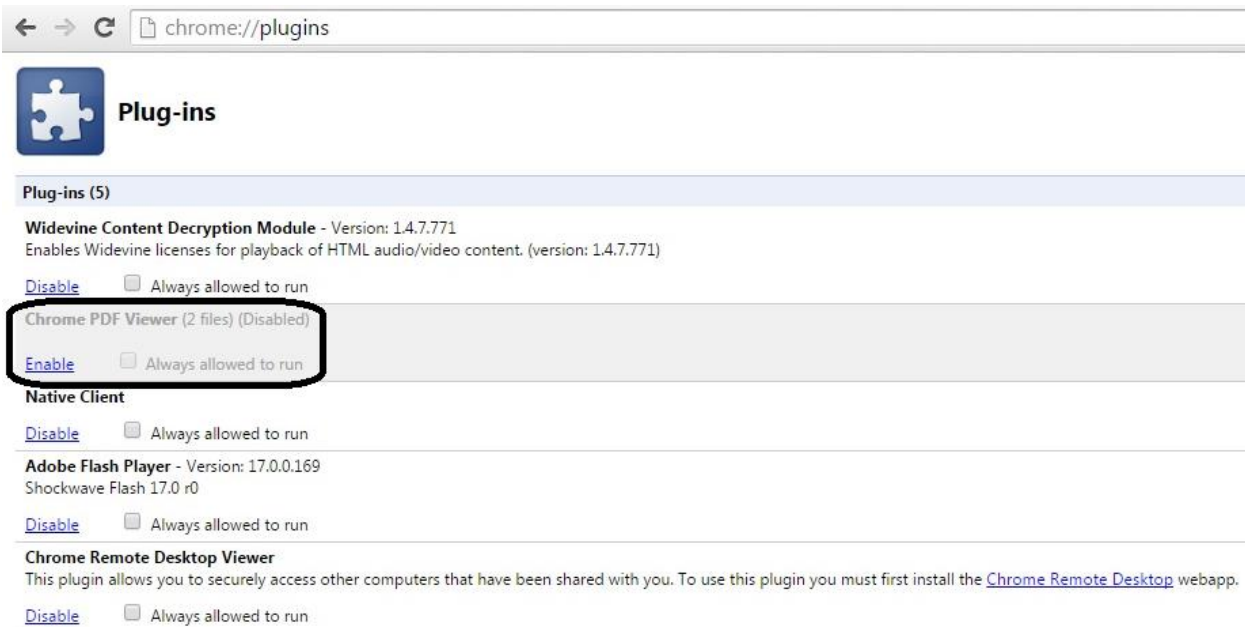 chrome://plugins
Plug-ins
Plug-ins (5)
Widevine Content Decryption Module - Version: 1.4.7.771
Enables Widevine licenses for playback of HTML audio/video content. (version: 1.4.7.771)
Disable Always allowed to run
Chrome PDF Viewer (2 files) (Disabled)
Enable Always allowed to run
Native Client
Disable Always allowed to run
Adobe Flash Player - Version: 17.0.0.169
Shockwave Flash 17.0 r0
Disable Always allowed to run
Chrome Remote Desktop Viewer
This plugin allows you to securely access other computers that have been shared with you. To use this plugin you must first install the Chrome Remote Desktop webapp.
Disable Always allowed to run